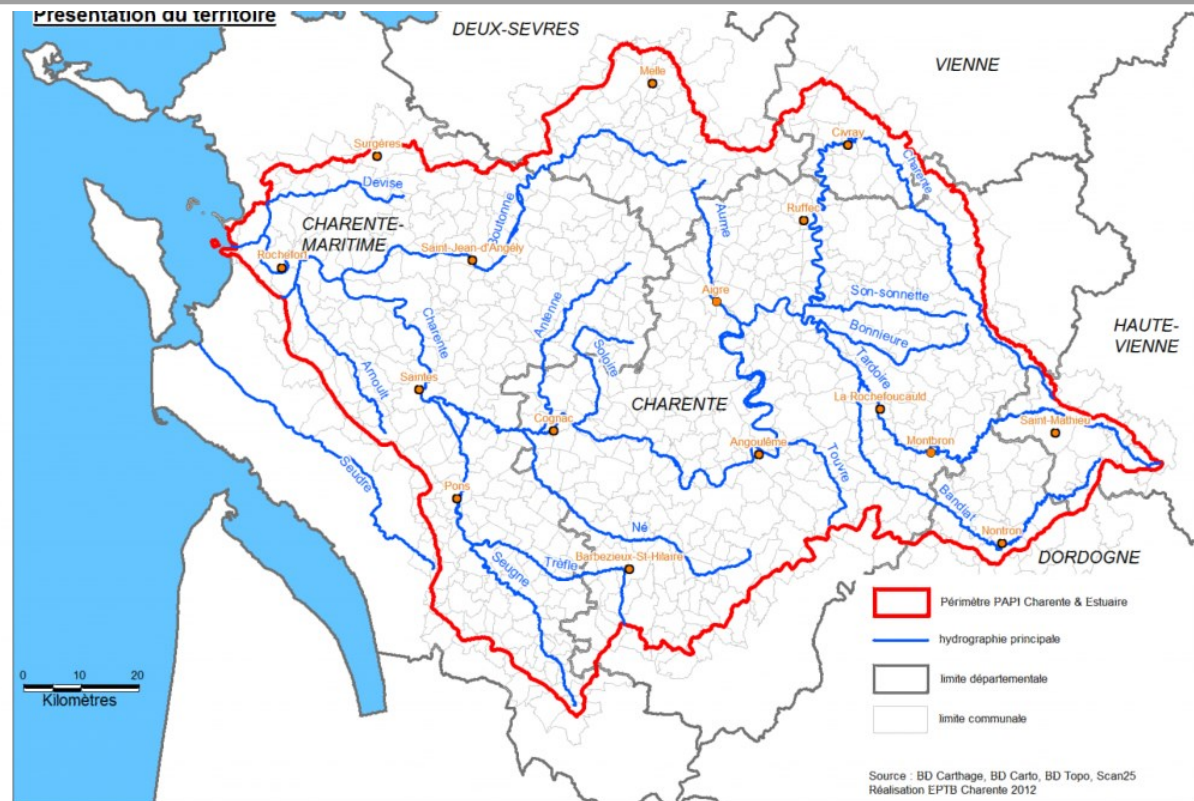 Présentation du territoire
DEUX-SEVRES
VIENNE
Melle
Civray
Surgères
Charente
Devise
Boutonne
CHARENTE-
MARITIME
Aume
Ruffec
Saint-Jean-d'Angély
Rochefort
Aigre
Son-sonnette
Antenne
Charente
Bonnieure
HAUTE-
VIENNE
Soloire
Tardoire
Arnoult
Saintes
CHARENTE
La Rochefoucauld
Cognac
Saint-Mathieu
Angoulême
Montbron
Touvre
Seudre
Pons
Bandiat
Né
Nontron
Barbezieux-St-Hilaire
Trèfle
Seugne
DORDOGNE
Périmètre PAPI Charente & Estuaire
hydrographie principale
limite départementale
limite communale
0 10 20
Kilomètres
Source : BD Carthage, BD Carto, BD Topo, Scan25
Réalisation EPTB Charente 2012